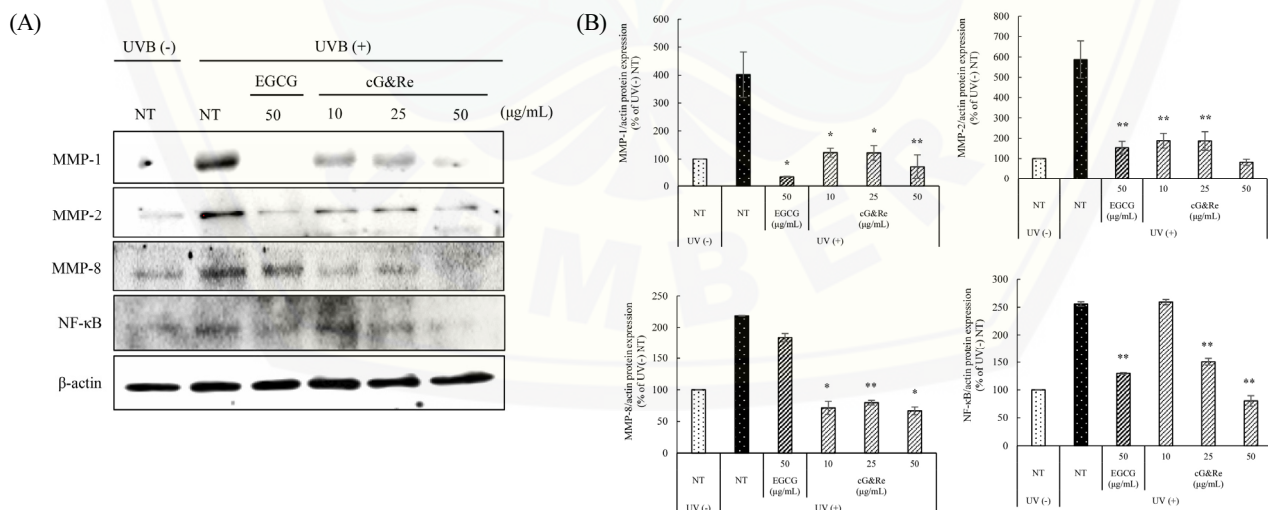 (A)
UVB (-) UVB (+)
EGCG cG&Re
NT NT 50 10 25 50 (μg/mL)
MMP-1
MMP-2
MMP-8
NF-κB
β-actin
(B)
MMP-1/actin protein expression
(% of UV(-) NT)
600
500
400
300
200
100
0
* * * **
50 10 25 50
NT NT EGCG (μg/mL) cG&Re (μg/mL)
UV (-) UV (+)
MMP-2/actin protein expression
(% of UV(-) NT)
800
700
600
500
400
300
200
100
0
** ** **
50 10 25 50
NT NT EGCG (μg/mL) cG&Re (μg/mL)
UV (-) UV (+)
MMP-8/actin protein expression
(% of UV(-) NT)
250
200
150
100
50
0
* ** *
50 10 25 50
NT NT EGCG (μg/mL) cG&Re (μg/mL)
UV (-) UV (+)
NF-κB/actin protein expression
(% of UV(-) NT)
300
250
200
150
100
50
0
** ** **
50 10 25 50
NT NT EGCG (μg/mL) cG&Re (μg/mL)
UV (-) UV (+)
MBER